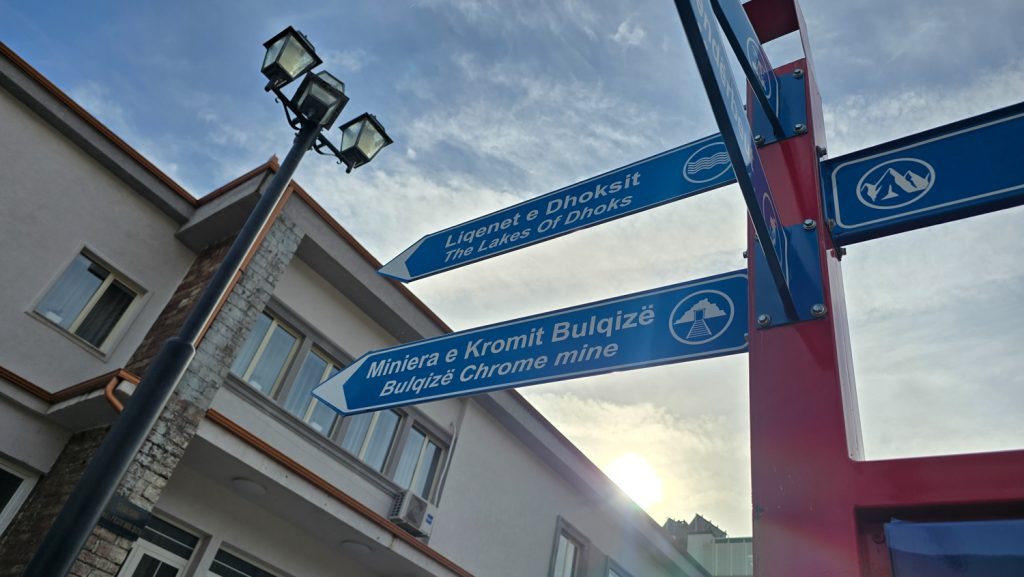 Liqenet e Dhoksit
The Lakes Of Dhoks
Miniera e Kromit Bulqizë
Bulqizë Chrome mine